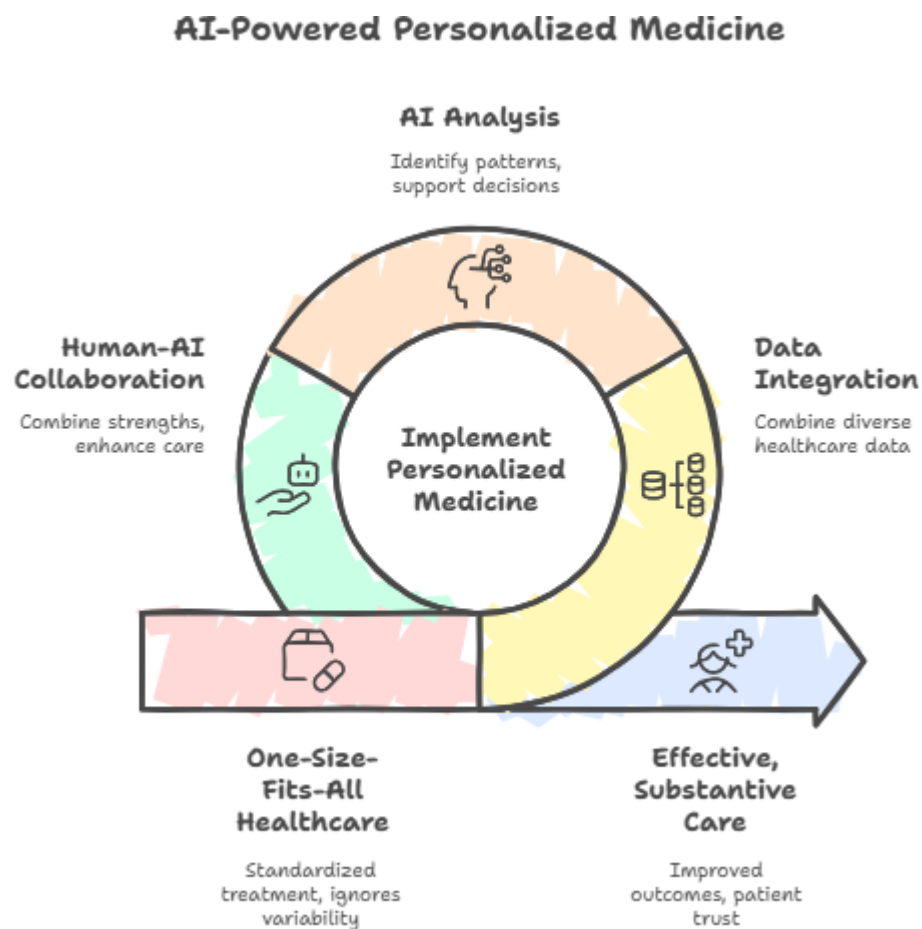 AI-Powered Personalized Medicine
AI Analysis
Identify patterns,
support decisions
Human-AI
Collaboration
Combine strengths,
enhance care
Data
Integration
Combine diverse
healthcare data
Implement
Personalized
Medicine
One-Size-
Fits-All
Healthcare
Standardized
treatment, ignores
variability
Effective,
Substantive
Care
Improved
outcomes, patient
trust